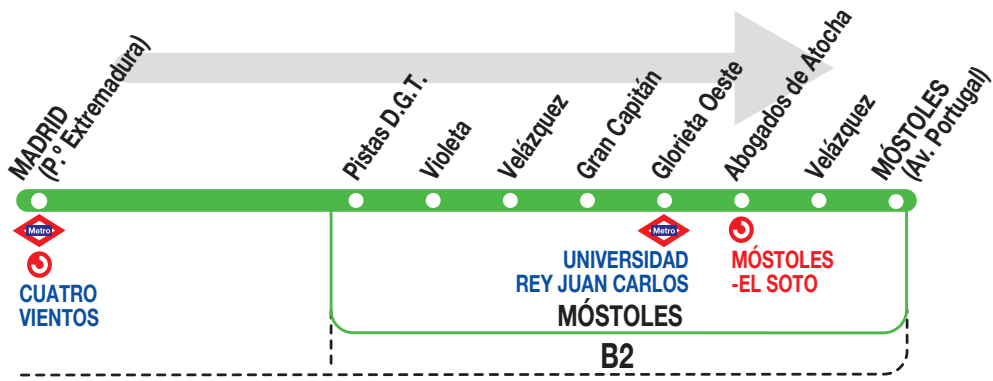 MADRID
(P.º Extremadura)
Pistas D.G.T.
Violeta
Velázquez
Gran Capitán
Glorieta Oeste
Abogados de Atocha
Velázquez
MÓSTOLES
(Av. Portugal)
Metro
CUATRO
VIENTOS
Metro
UNIVERSIDAD
REY JUAN CARLOS
MÓSTOLES
-EL SOTO
MÓSTOLES
B2